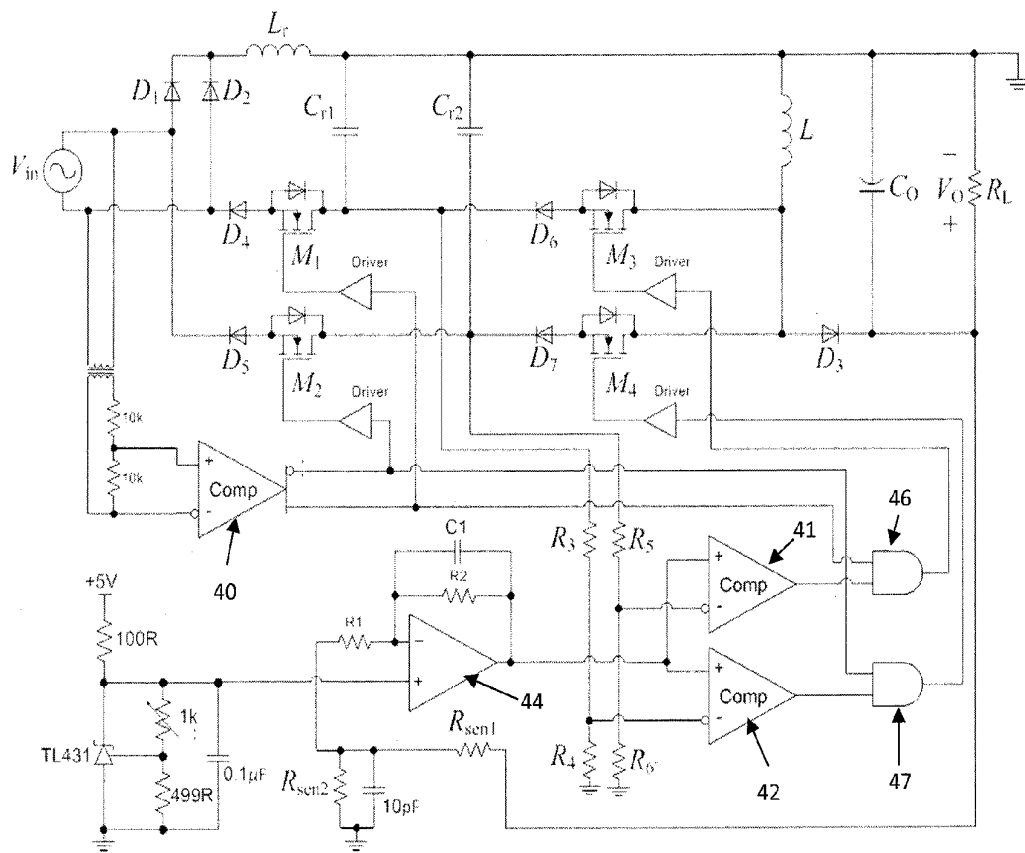 Lr
D1
D2
Cr1
Cr2
L
Vin
CO
−
VO
+
RL
D4
M1
D6
M3
Driver
Driver
D5
M2
D7
M4
D3
Driver
Driver
10k
10k
+
Comp
-
40
46
41
C1
R2
R3
R5
+
Comp
-
+5V
100R
R1
−
+
44
+
Comp
-
42
47
1k
TL431
499R
0.1µF
Rsen1
Rsen2
10pF
R4
R6